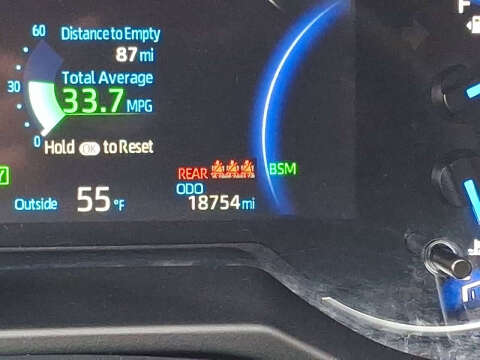 60
Distance to Empty
87 mi
30
Total Average
33.7 MPG
0
Hold OK to Reset
REAR BSM
ODO
Outside 55 °F 18754 mi
F